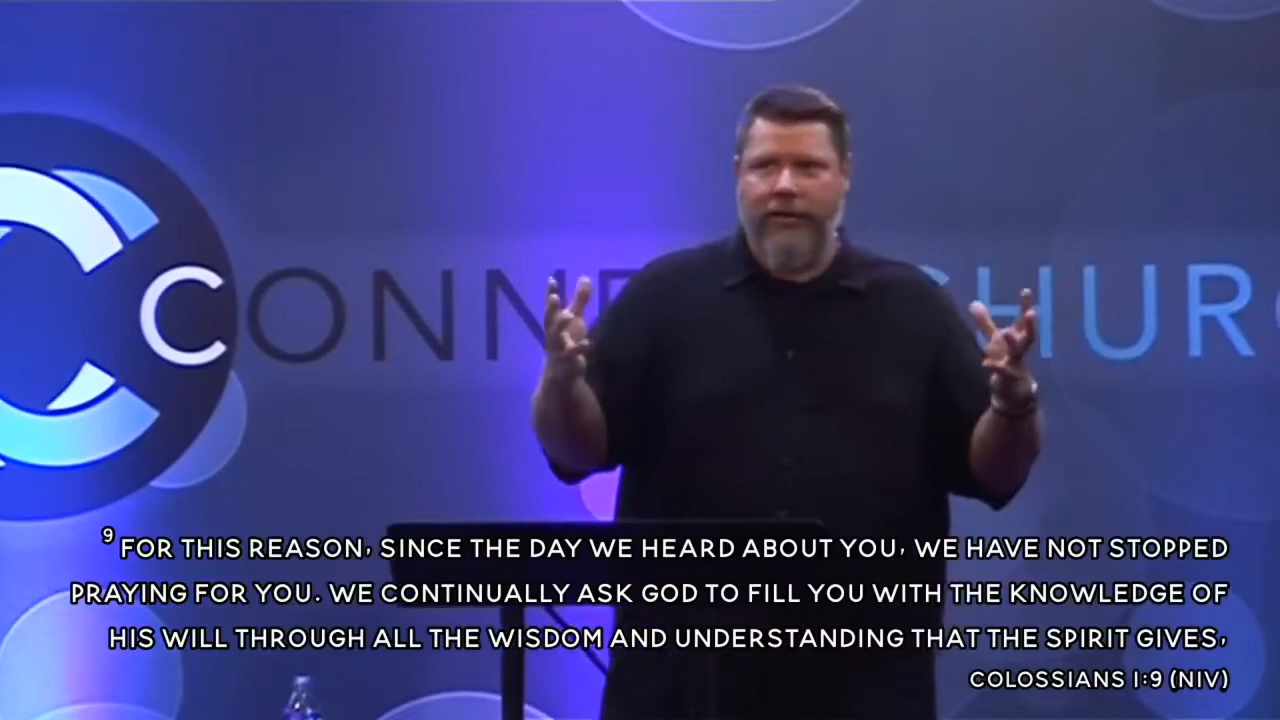 CONNE CHURC
⁹ FOR THIS REASON, SINCE THE DAY WE HEARD ABOUT YOU, WE HAVE NOT STOPPED
PRAYING FOR YOU. WE CONTINUALLY ASK GOD TO FILL YOU WITH THE KNOWLEDGE OF
HIS WILL THROUGH ALL THE WISDOM AND UNDERSTANDING THAT THE SPIRIT GIVES,
COLOSSIANS 1:9 (NIV)